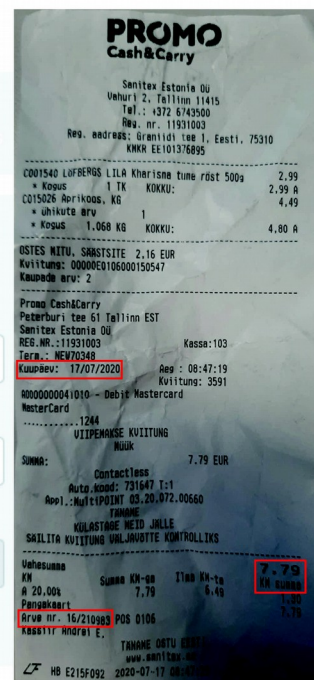 PROMO
Cash&Carry
Sanitex Estonia OÜ
Vahuri 2, Tallinn 11415
Tel.: +372 6743500
Reg. nr. 11931003
Reg. aadress: Graniidi tee 1, Eesti, 75310
KMKR EE101376895
C001540 LÖFBERGS LILA Kharisma tume röst 500g 2.99
* Kogus 1 TK KOKKU: 2.99 A
C015026 Aprikoos, KG 4.49
* ühikute arv 1
* Kogus 1.068 KG KOKKU: 4.80 A
OSTES MITU, SÄÄSTSITE 2.16 EUR
Kviitung: 00000E0106000150547
Kaupade arv: 2
Promo Cash&Carry
Peterburi tee 61 Tallinn EST
Sanitex Estonia OÜ
REG.NR.:11931003 Kassa:103
Term.: NEW70348
Kuupäev: 17/07/2020 Aeg : 08:47:19
Kviitung: 3591
A0000000041010 - Debit Mastercard
MasterCard
............1244
VIIPEMAKSE KVIITUNG
Müük
SUMMA: 7.79 EUR
Contactless
Auto.kood: 731647 T:1
Appl.:MultiPOINT 03.20.072.00660
TÄNAME
KÜLASTAGE MEID JÄLLE
SÄILITA KVIITUNG VÄLJAVÕTTE KONTROLLIKS
Vahesumma 7.79
KM Summa KM-ga Ilma KM-ta KM summa
A 20,00% 7.79 6.49
Pangakaart 7.79
Arve nr. 16/210983 POS 0106
Kassiir Andrei E.
TÄNAME OSTU EEST
www.sanitex.
HB E215F092 2020-07-17 08:47